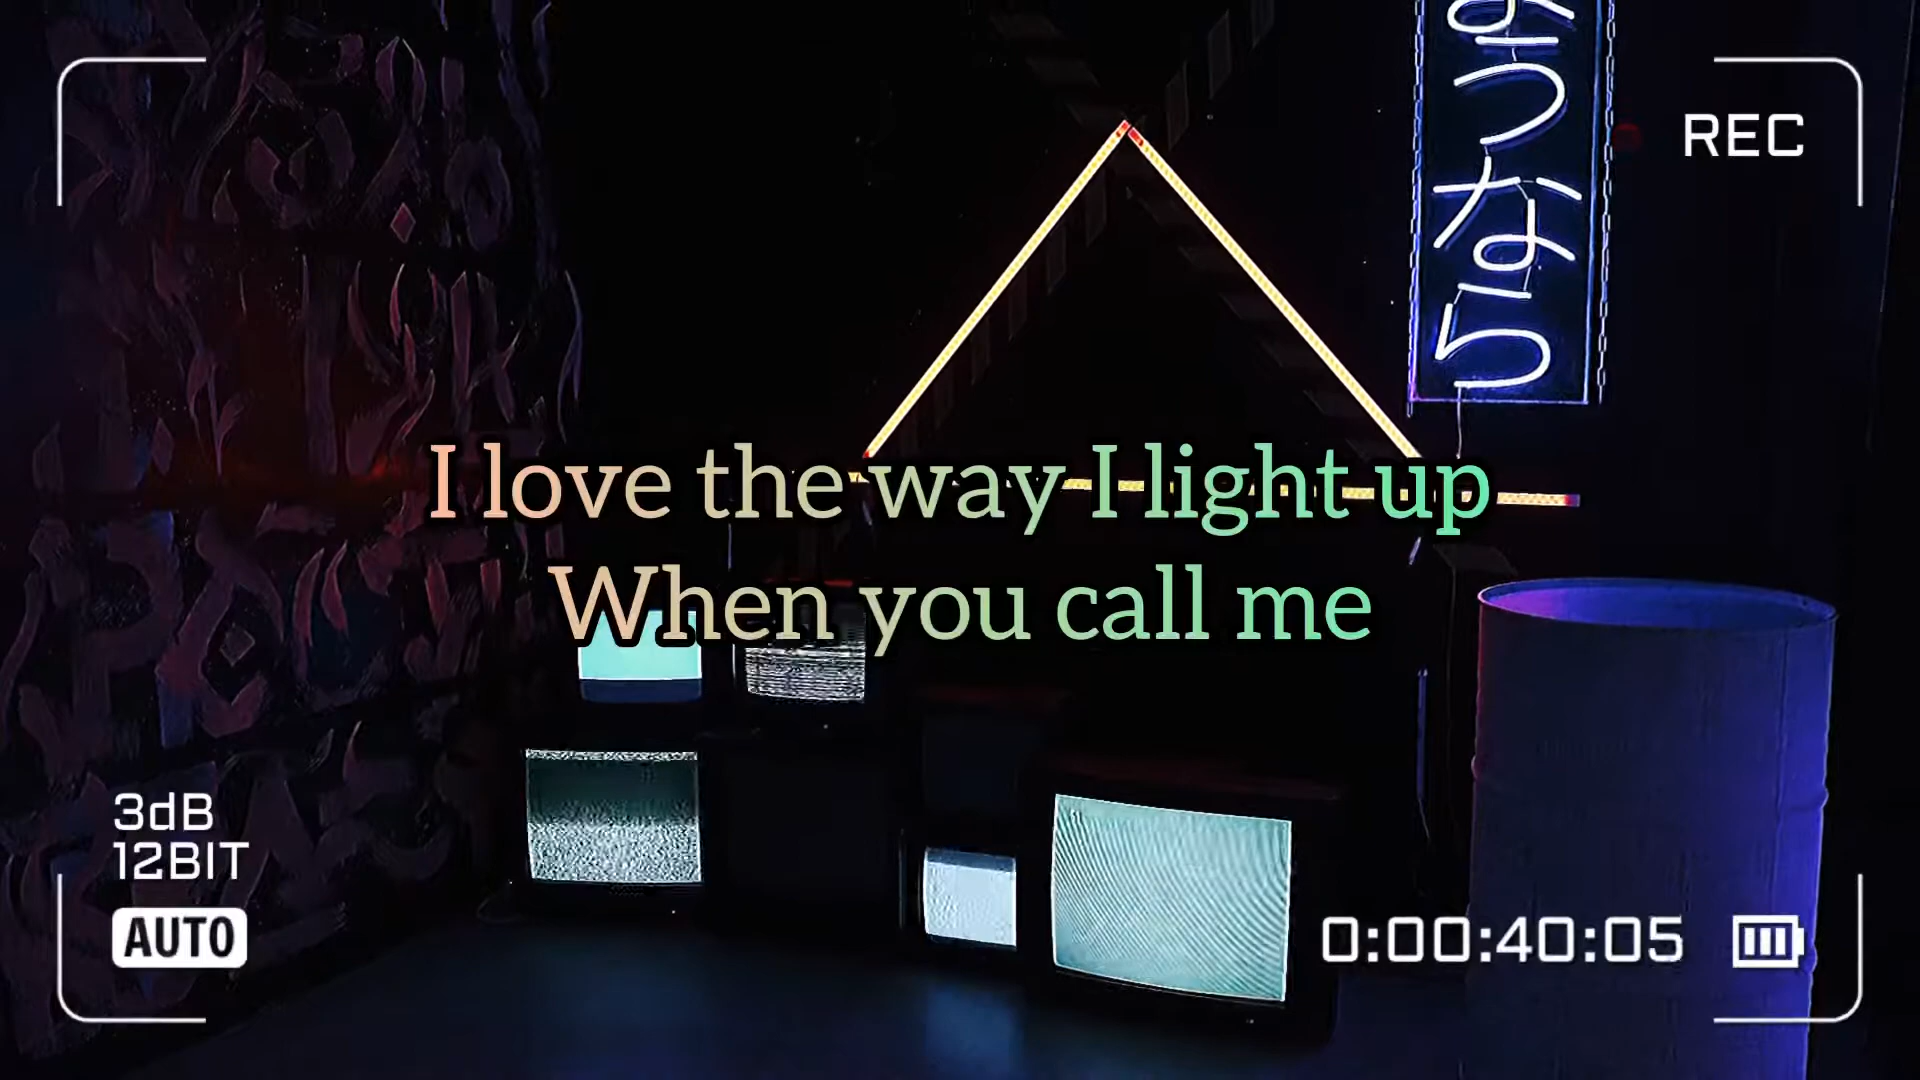 ようなら
REC
I love the way I light up
When you call me
3dB
12BIT
AUTO
0:00:40:05